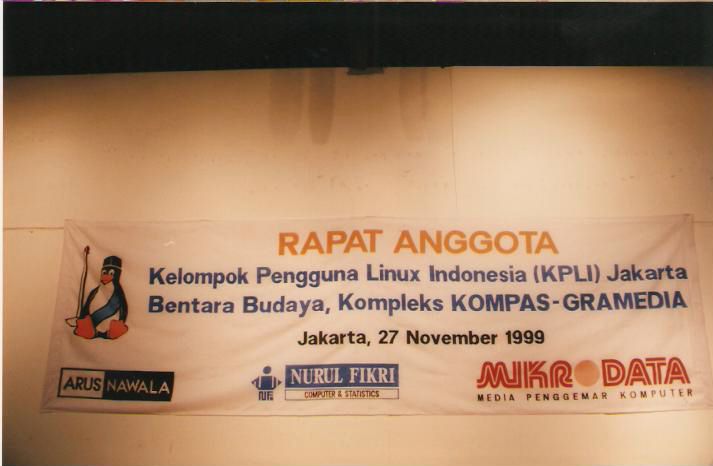 RAPAT ANGGOTA
Kelompok Pengguna Linux Indonesia (KPLI) Jakarta
Bentara Budaya, Kompleks KOMPAS-GRAMEDIA
Jakarta, 27 November 1999
ARUS NAWALA
NF NURUL FIKRI
COMPUTER & STATISTICS
MIKRODATA
MEDIA PENGGEMAR KOMPUTER